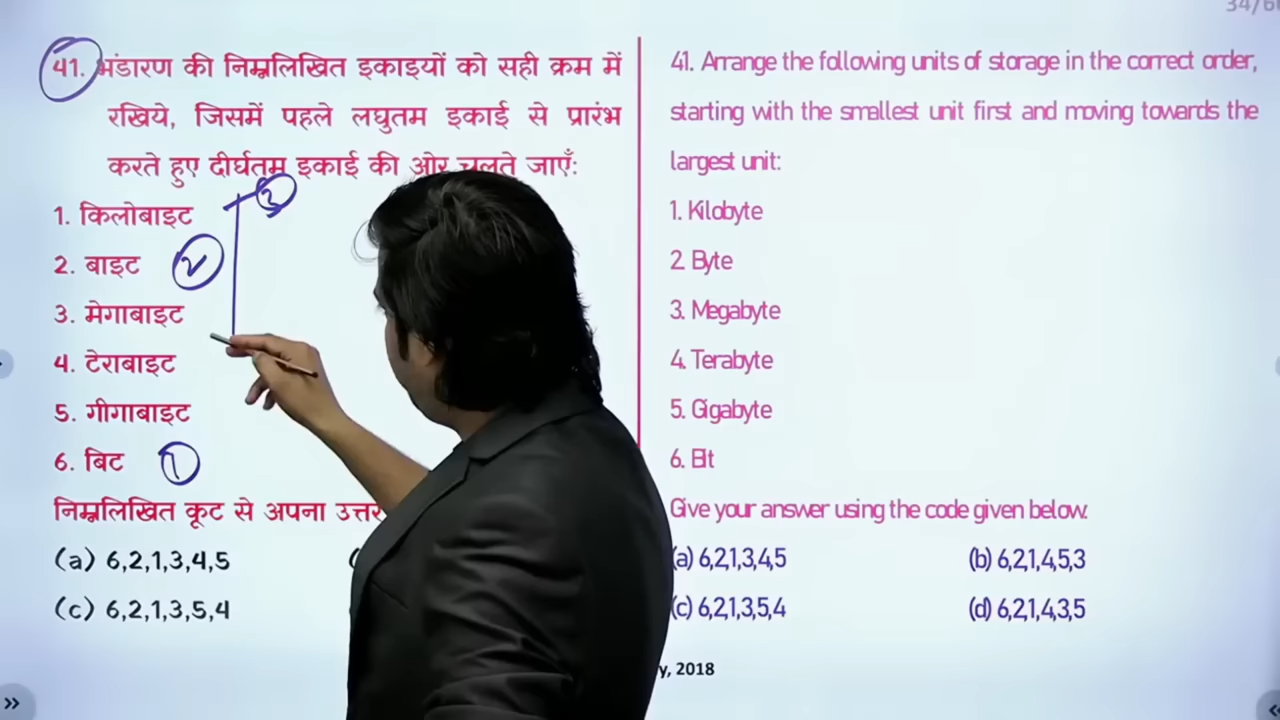 34/6
41. भंडारण की निम्नलिखित इकाइयों को सही क्रम में
रखिये, जिसमें पहले लघुतम इकाई से प्रारंभ
करते हुए दीर्घतम इकाई की ओर चलते जाएँ:
1. किलोबाइट
2. बाइट
3. मेगाबाइट
4. टेराबाइट
5. गीगाबाइट
6. बिट
निम्नलिखित कूट से अपना उत्तर
(a) 6,2,1,3,4,5
(c) 6,2,1,3,5,4
41. Arrange the following units of storage in the correct order,
starting with the smallest unit first and moving towards the
largest unit:
1. Kilobyte
2. Byte
3. Megabyte
4. Terabyte
5. Gigabyte
6. Bit
Give your answer using the code given below.
(a) 6,2,1,3,4,5 (b) 6,2,1,4,5,3
(c) 6,2,1,3,5,4 (d) 6,2,1,4,3,5
y, 2018